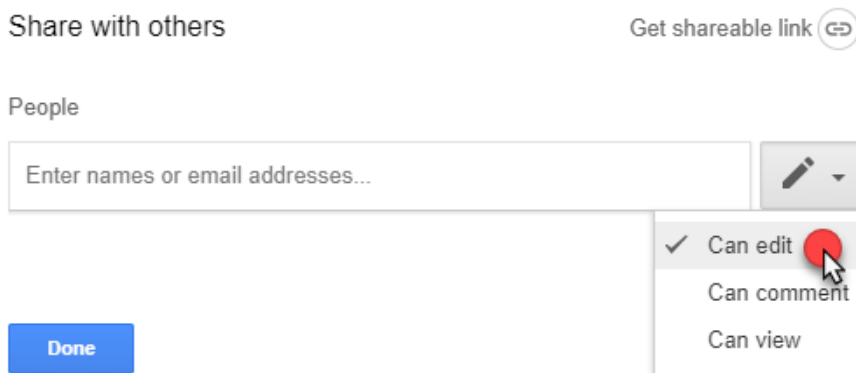 Share with others
Get shareable link
People
Enter names or email addresses...
Can edit
Can comment
Can view
Done